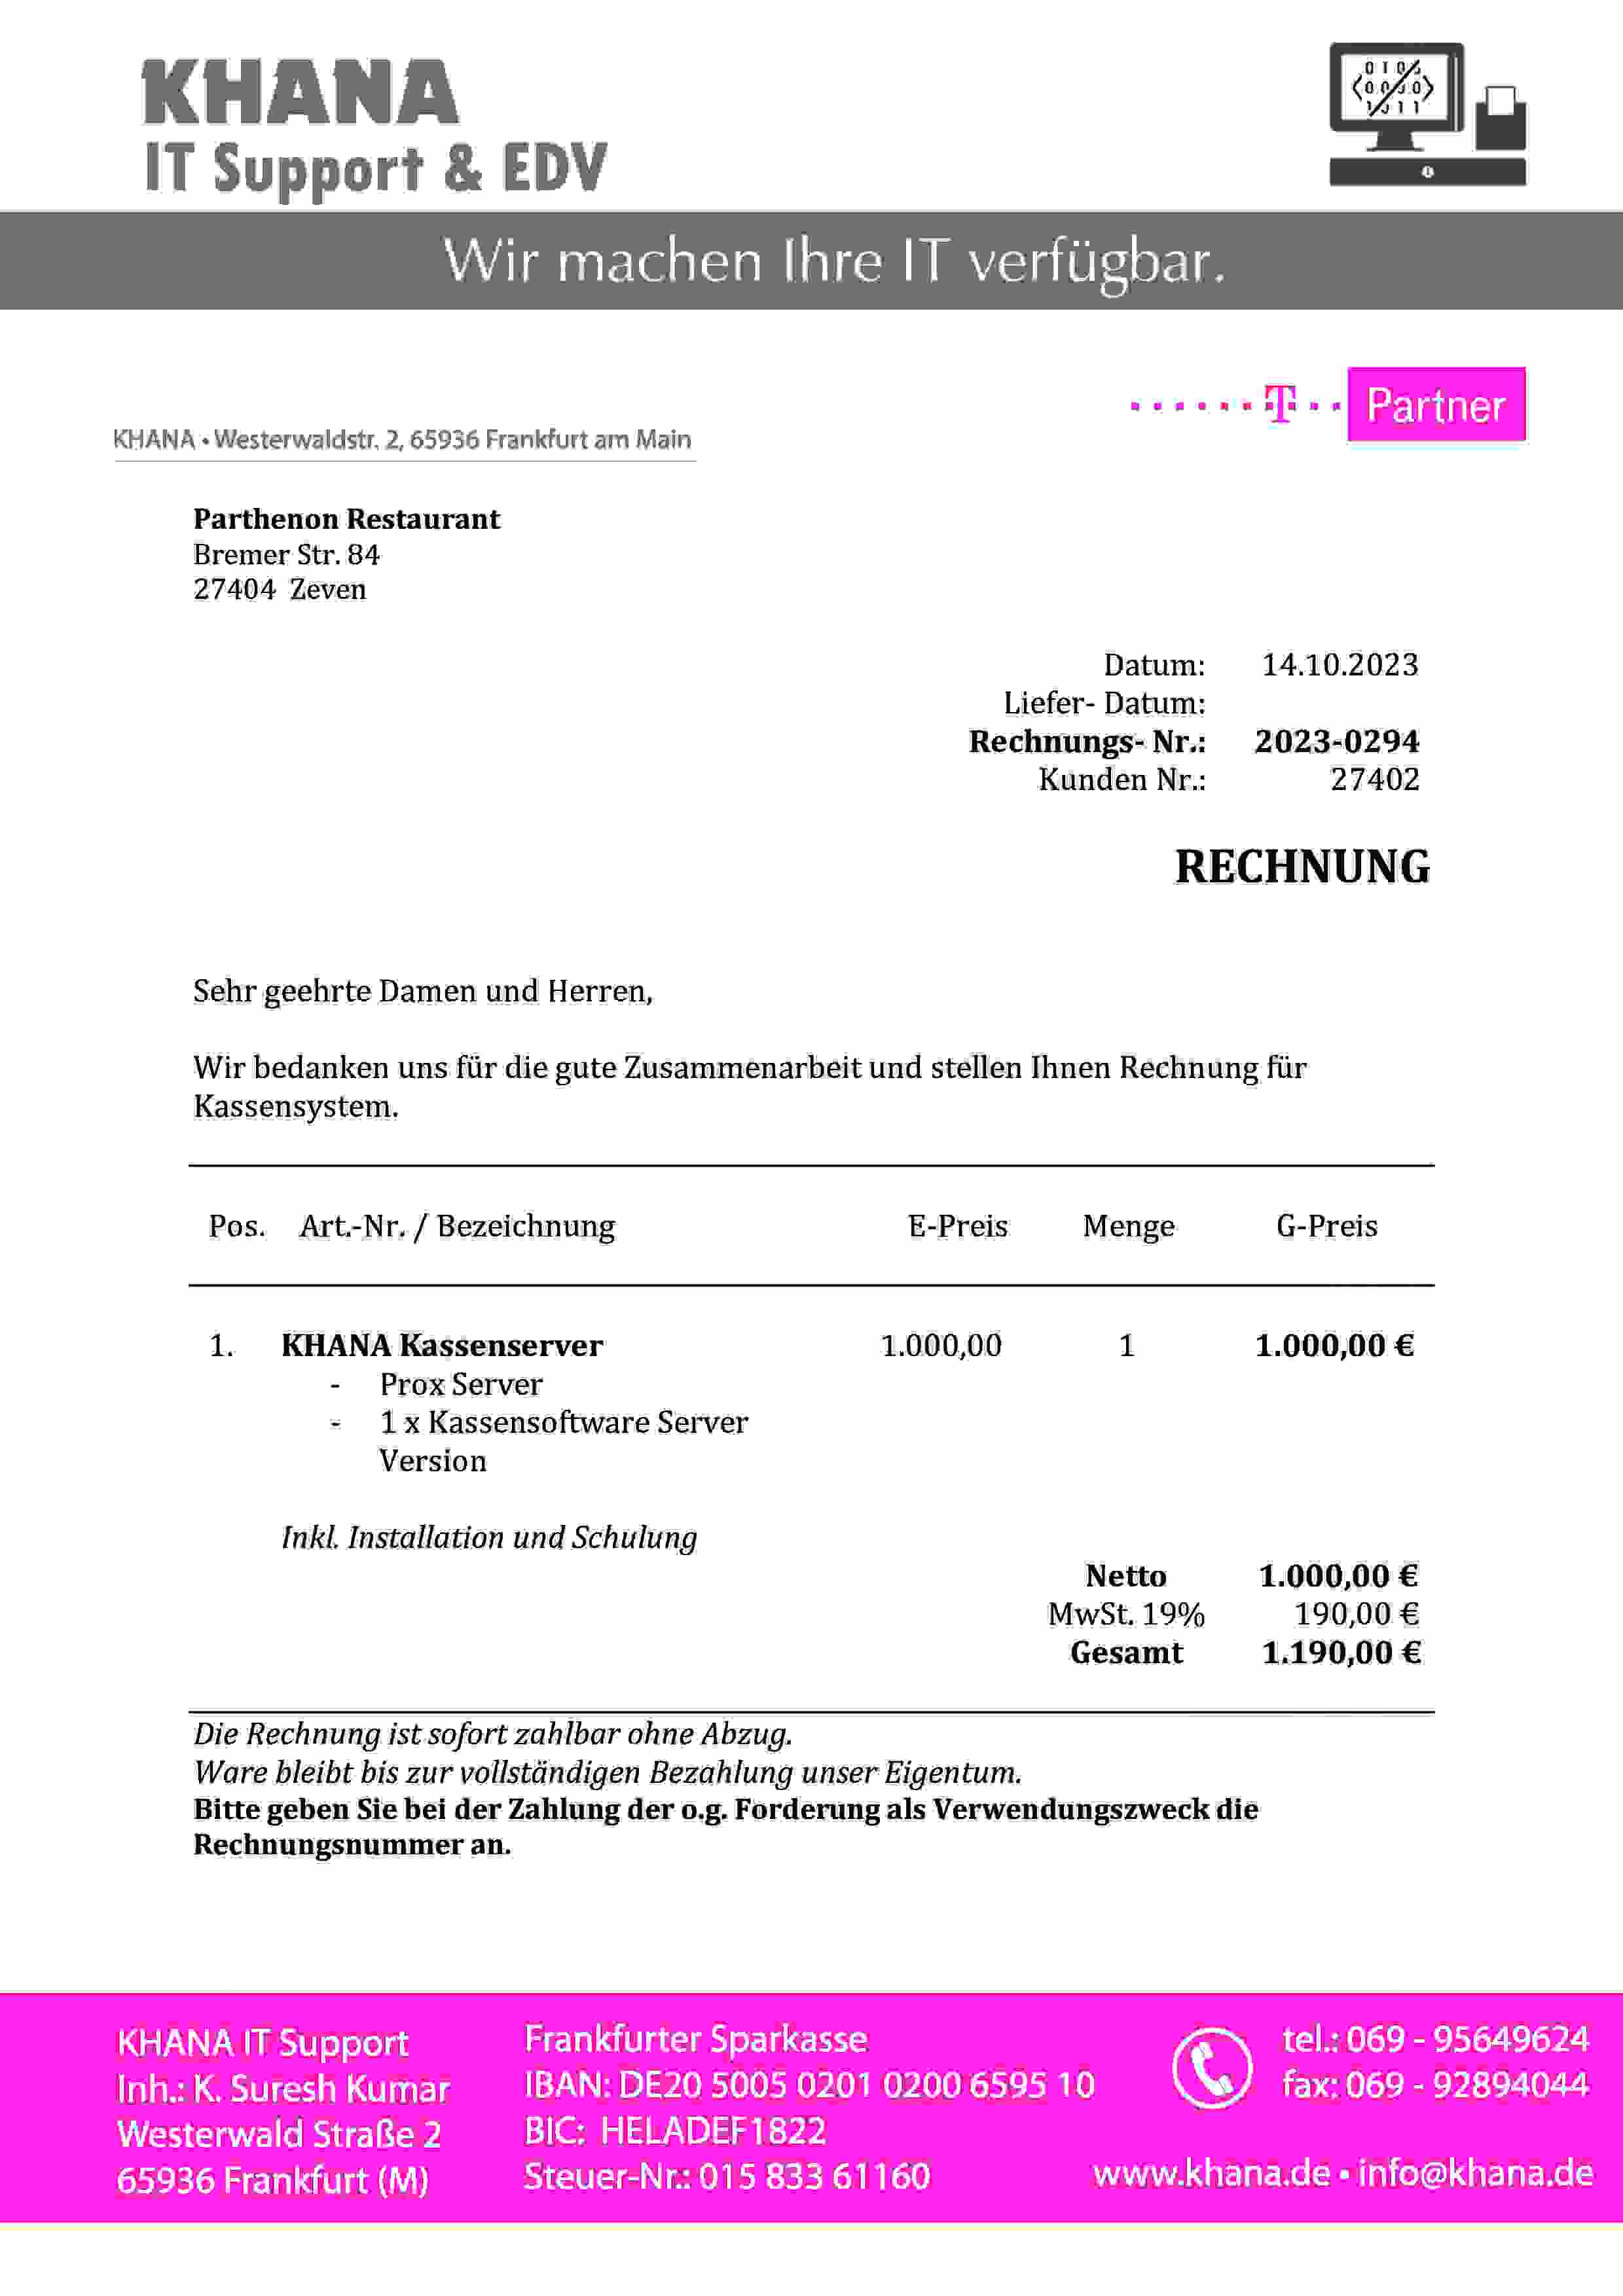 KHANA
IT Support & EDV
Wir machen Ihre IT verfügbar.
T Partner
KHANA • Westerwaldstr. 2, 65936 Frankfurt am Main
Parthenon Restaurant
Bremer Str. 84
27404 Zeven
Datum: 14.10.2023
Liefer- Datum:
Rechnungs- Nr.: 2023-0294
Kunden Nr.: 27402
RECHNUNG
Sehr geehrte Damen und Herren,
Wir bedanken uns für die gute Zusammenarbeit und stellen Ihnen Rechnung für
Kassensystem.
Pos. Art.-Nr. / Bezeichnung E-Preis Menge G-Preis
1. KHANA Kassenserver 1.000,00 1 1.000,00 €
- Prox Server
- 1 x Kassensoftware Server
Version
Inkl. Installation und Schulung
Netto 1.000,00 €
MwSt. 19% 190,00 €
Gesamt 1.190,00 €
Die Rechnung ist sofort zahlbar ohne Abzug.
Ware bleibt bis zur vollständigen Bezahlung unser Eigentum.
Bitte geben Sie bei der Zahlung der o.g. Forderung als Verwendungszweck die
Rechnungsnummer an.
KHANA IT Support
Inh.: K. Suresh Kumar
Westerwald Straße 2
65936 Frankfurt (M)
Frankfurter Sparkasse
IBAN: DE20 5005 0201 0200 6595 10
BIC: HELADEF1822
Steuer-Nr.: 015 833 61160
tel.: 069 - 95649624
fax: 069 - 92894044
www.khana.de • info@khana.de